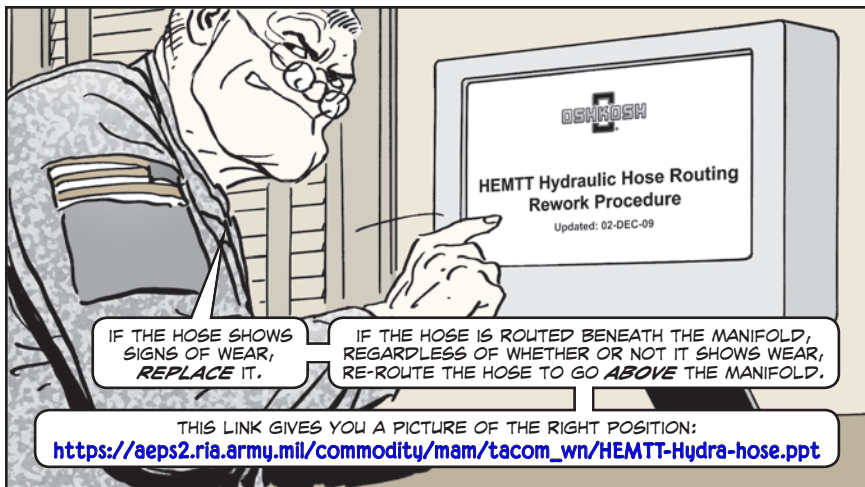 OSHKOSH
HEMTT Hydraulic Hose Routing
Rework Procedure
Updated: 02-DEC-09
IF THE HOSE SHOWS
SIGNS OF WEAR,
REPLACE IT.
IF THE HOSE IS ROUTED BENEATH THE MANIFOLD,
REGARDLESS OF WHETHER OR NOT IT SHOWS WEAR,
RE-ROUTE THE HOSE TO GO ABOVE THE MANIFOLD.
THIS LINK GIVES YOU A PICTURE OF THE RIGHT POSITION:
https://aeps2.ria.army.mil/commodity/mam/tacom_wn/HEMTT-Hydra-hose.ppt